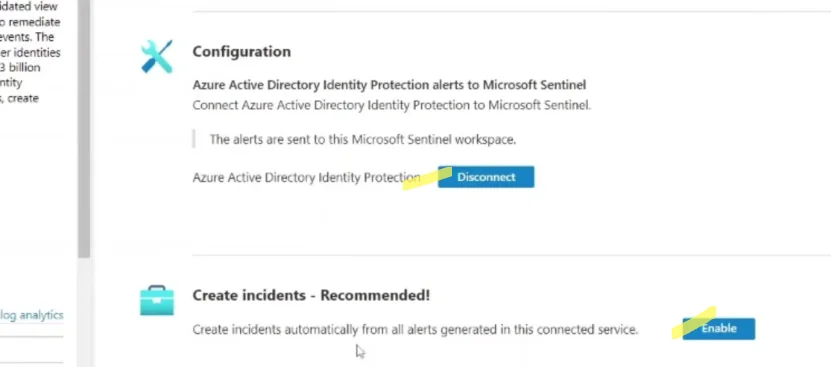 idated view
o remediate
events. The
er identities
3 billion
ntity
, create
log analytics
Configuration
Azure Active Directory Identity Protection alerts to Microsoft Sentinel
Connect Azure Active Directory Identity Protection to Microsoft Sentinel.
The alerts are sent to this Microsoft Sentinel workspace.
Azure Active Directory Identity Protection Disconnect
Create incidents - Recommended!
Create incidents automatically from all alerts generated in this connected service. Enable